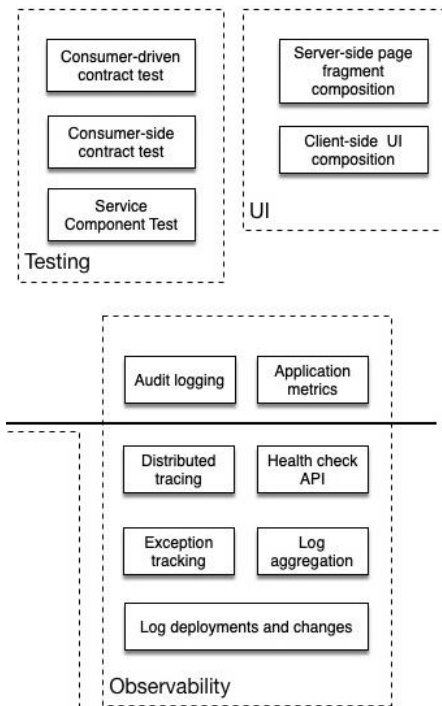 Consumer-driven
contract test
Consumer-side
contract test
Service
Component Test
Testing
Server-side page
fragment
composition
Client-side UI
composition
UI
Audit logging
Application
metrics
Distributed
tracing
Health check
API
Exception
tracking
Log
aggregation
Log deployments and changes
Observability